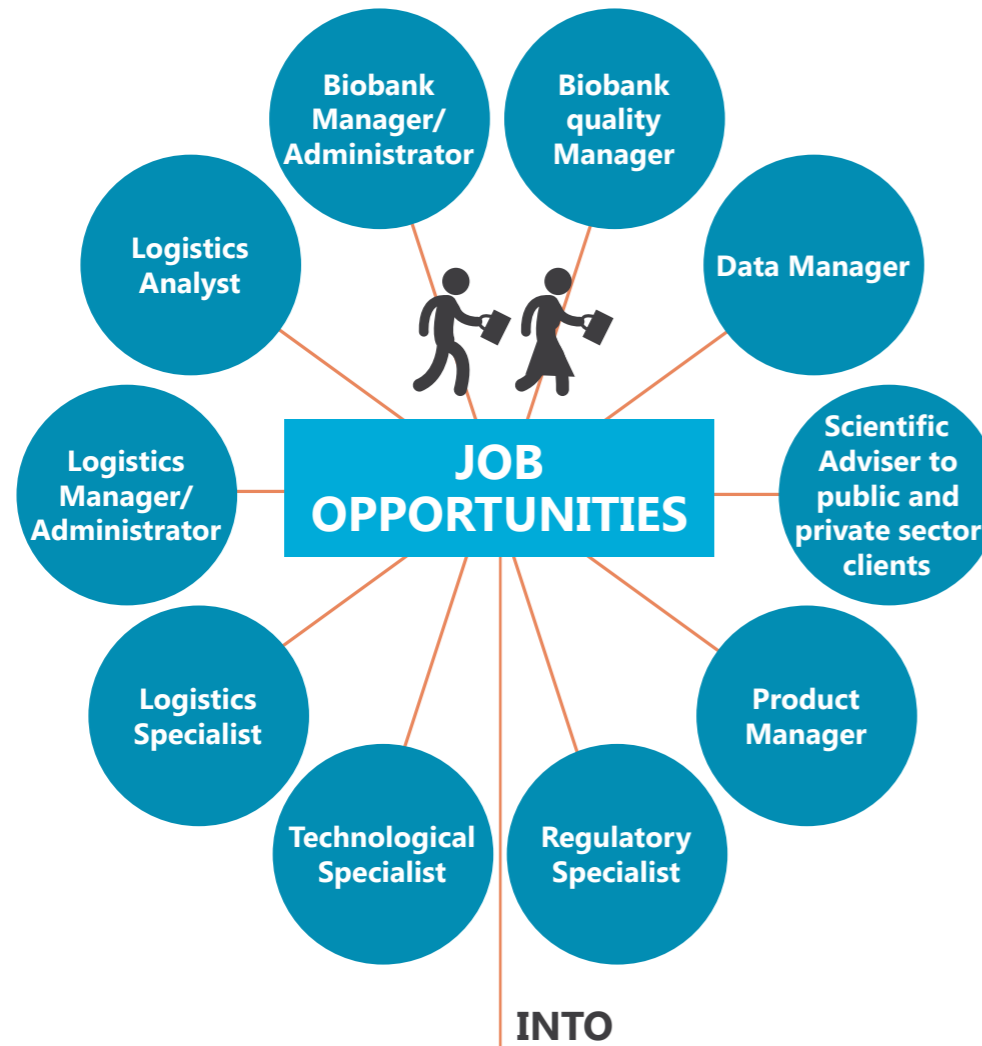 Biobank
Manager/
Administrator
Biobank
quality
Manager
Logistics
Analyst
Data Manager
JOB
OPPORTUNITIES
Logistics
Manager/
Administrator
Scientific
Adviser to
public and
private sector
clients
Logistics
Specialist
Product
Manager
Technological
Specialist
Regulatory
Specialist
INTO